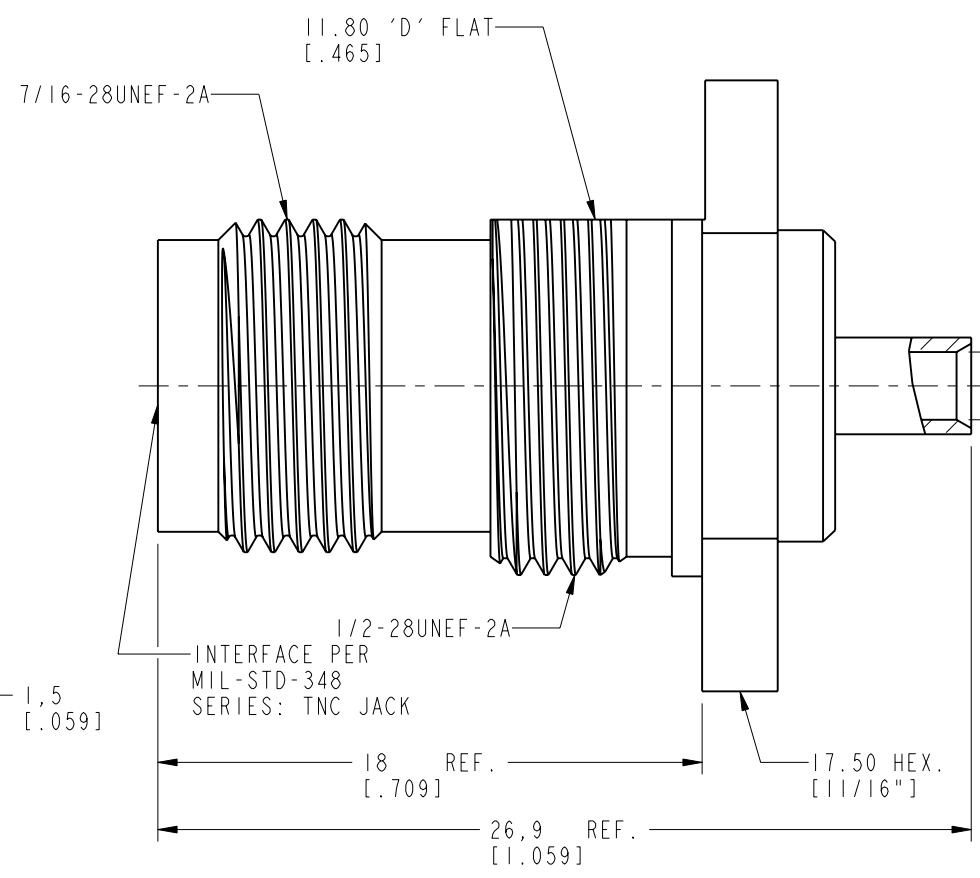 11.80 'D' FLAT
[.465]
7/16-28UNEF-2A
1/2-28UNEF-2A
INTERFACE PER
MIL-STD-348
SERIES: TNC JACK
1,5
[.059]
18 REF.
[.709]
17.50 HEX.
[11/16"]
26,9 REF.
[1.059]